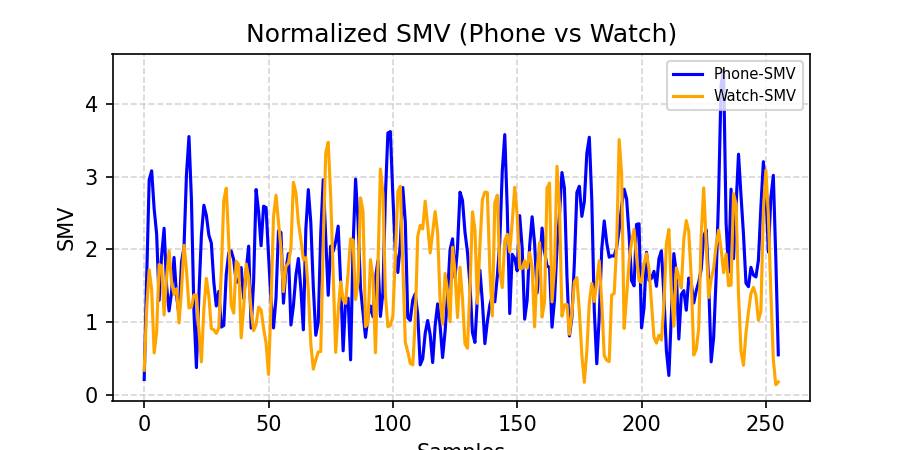 Normalized SMV (Phone vs Watch)
Phone-SMV
Watch-SMV
SMV
4
3
2
1
0
0 50 100 150 200 250
Samples